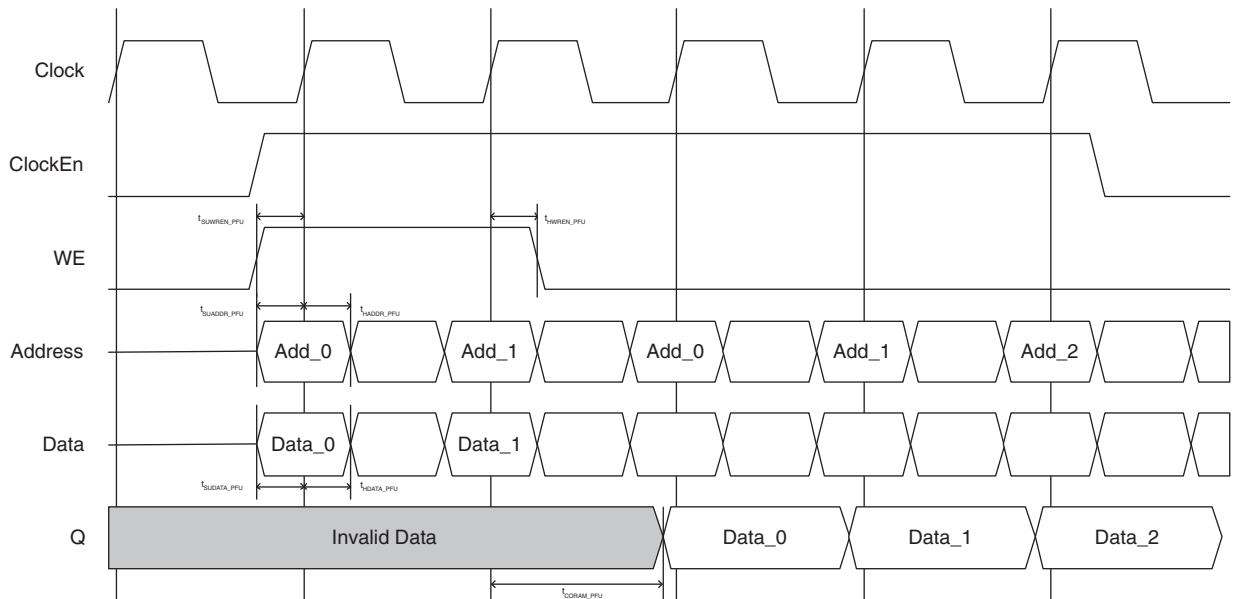 Clock
ClockEn
tSUWREN_PFU
tHWREN_PFU
WE
tSUADDR_PFU
tHADDR_PFU
Address
Add_0
Add_1
Add_0
Add_1
Add_2
Data
Data_0
Data_1
tSUDATA_PFU
tHDATA_PFU
Q
Invalid Data
Data_0
Data_1
Data_2
tCORAM_PFU